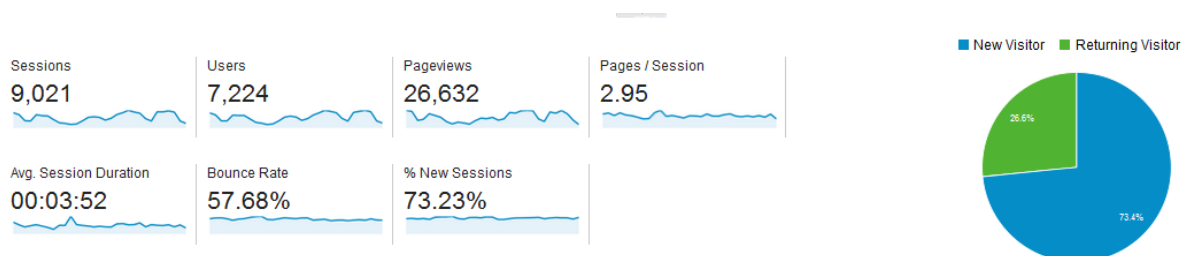 Sessions
9,021
Users
7,224
Pageviews
26,632
Pages / Session
2.95
Avg. Session Duration
00:03:52
Bounce Rate
57.68%
% New Sessions
73.23%
New Visitor
Returning Visitor
26.6%
73.4%